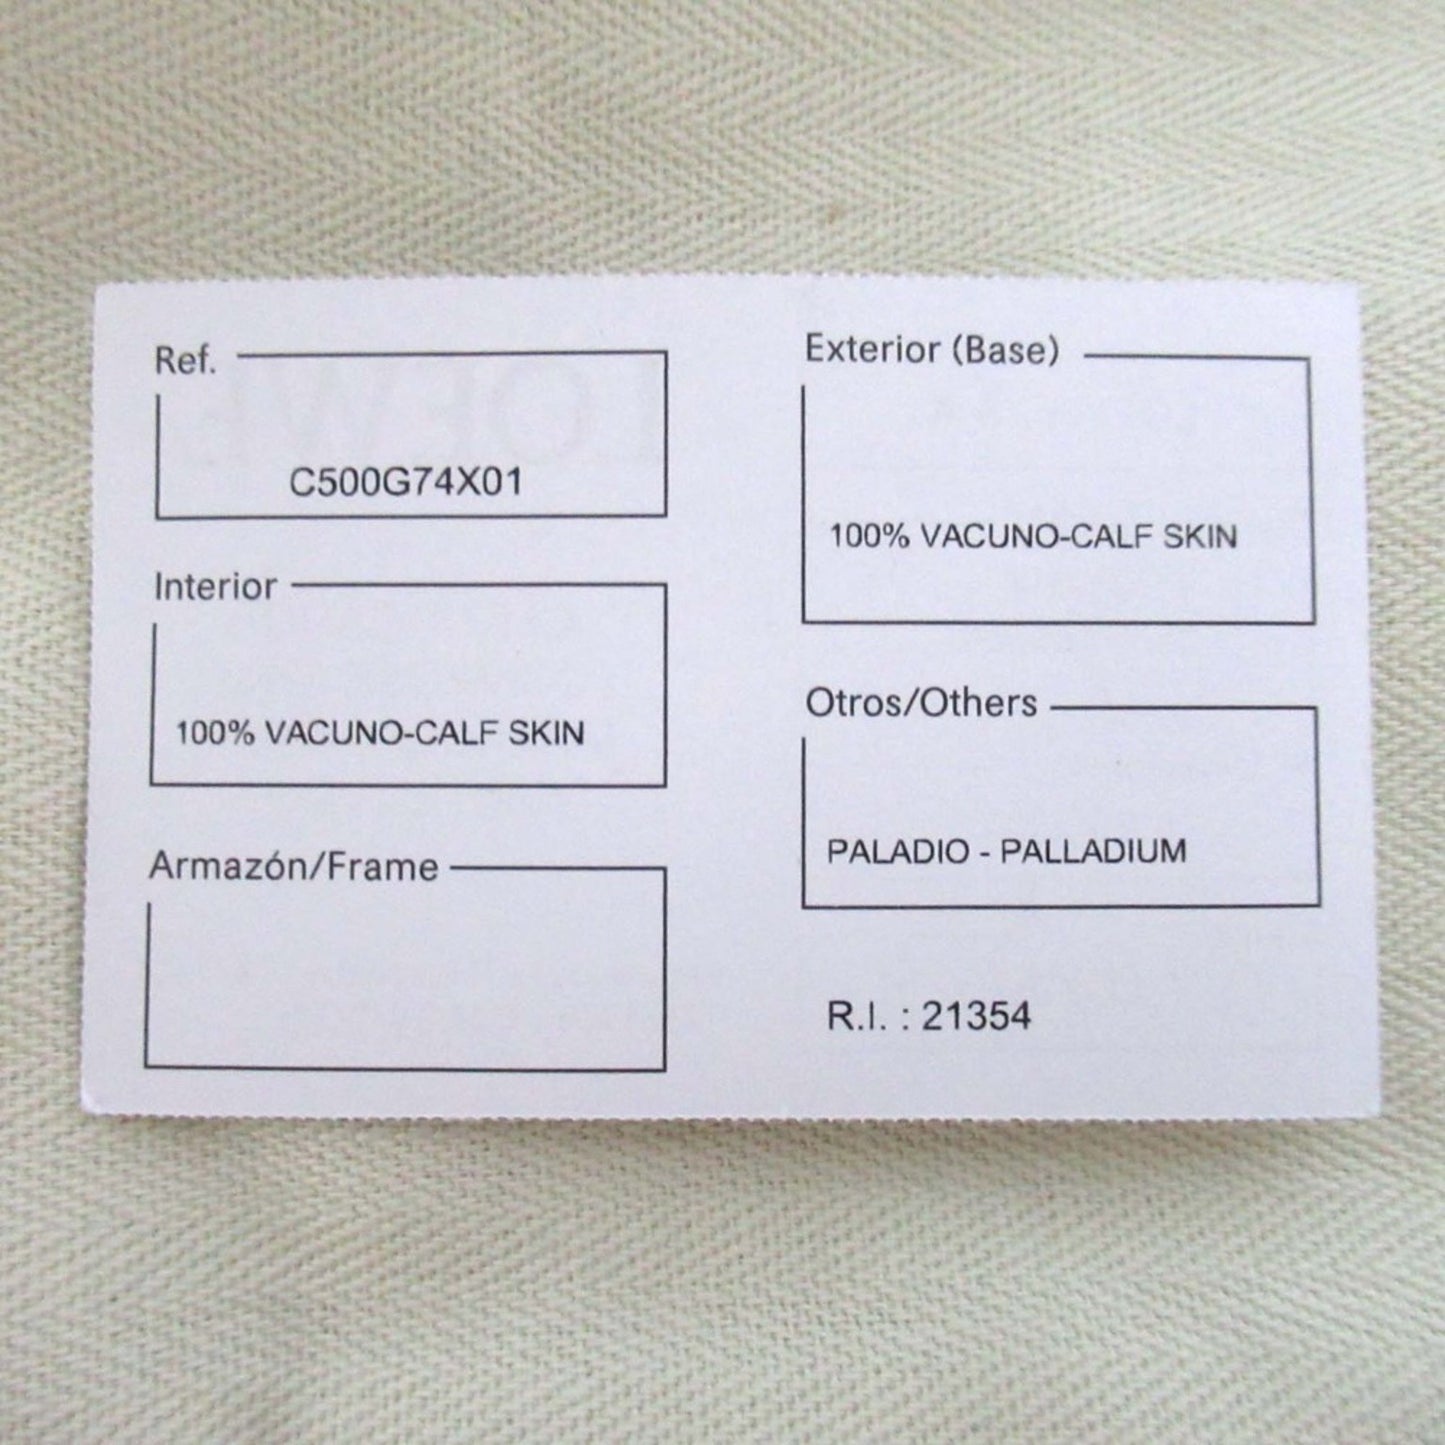 Ref.
C500G74X01
Interior
100% VACUNO-CALF SKIN
Armazón/Frame
Exterior (Base)
100% VACUNO-CALF SKIN
Otros/Others
PALADIO - PALLADIUM
R.I. : 21354